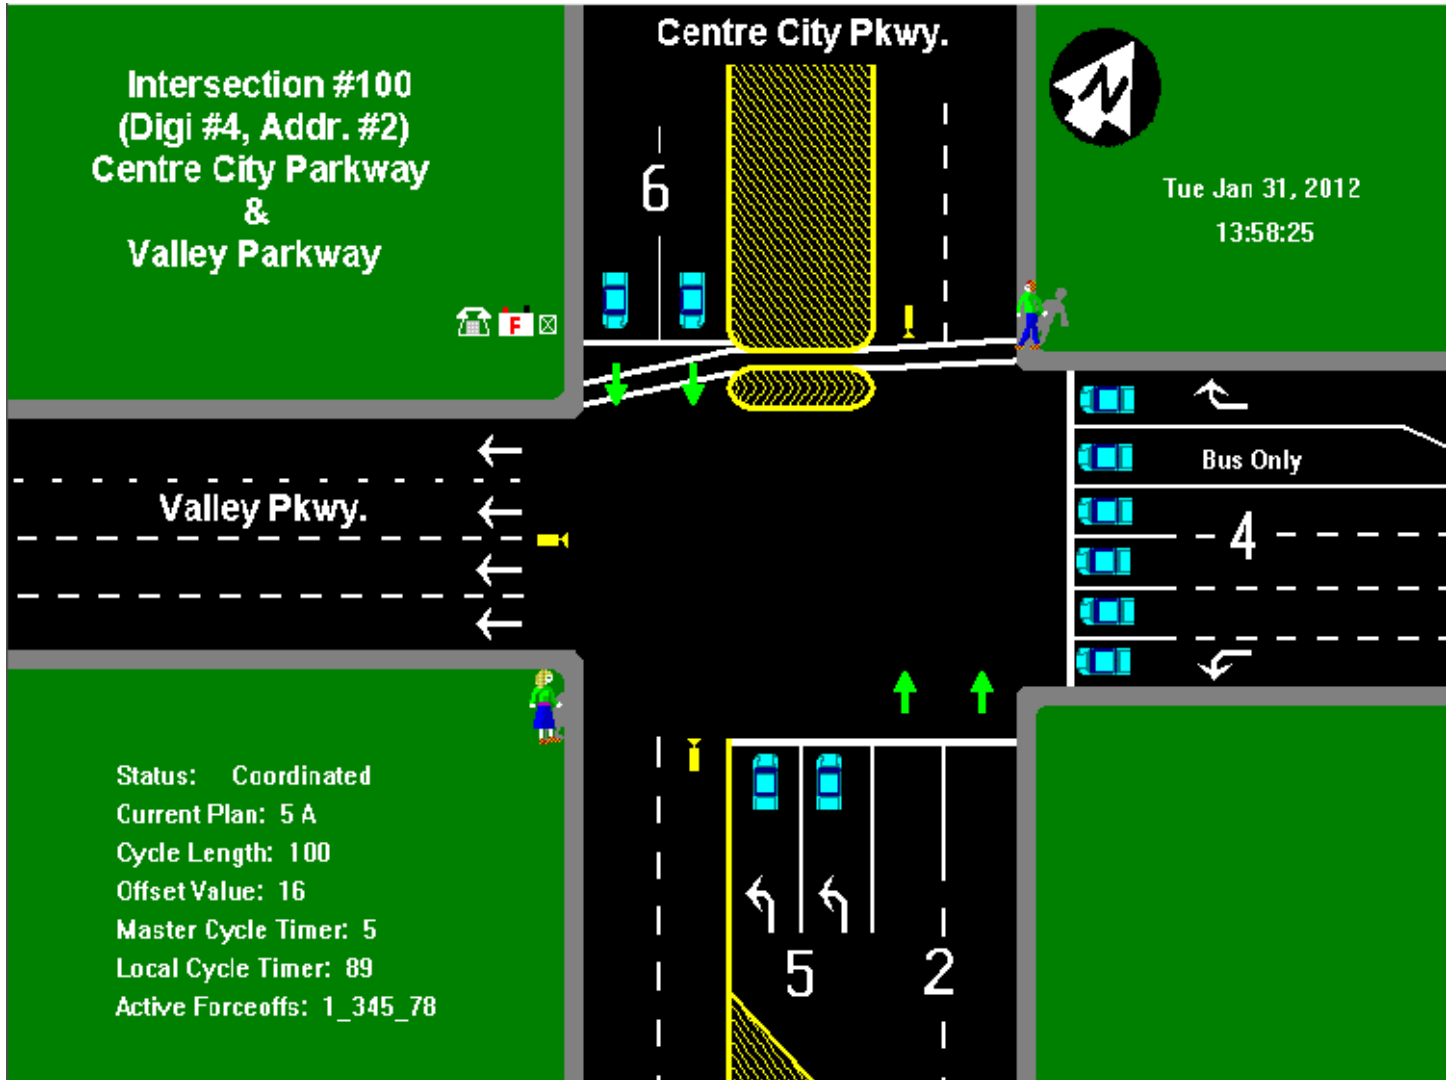 Centre City Pkwy.
Intersection #100
(Digi #4, Addr. #2)
Centre City Parkway
&
Valley Parkway
N
Tue Jan 31, 2012
13:58:25
6
F
Bus Only
Valley Pkwy.
4
Status: Coordinated
Current Plan: 5 A
Cycle Length: 100
Offset Value: 16
Master Cycle Timer: 5
Local Cycle Timer: 89
Active Forceoffs: 1_345_78
5 2